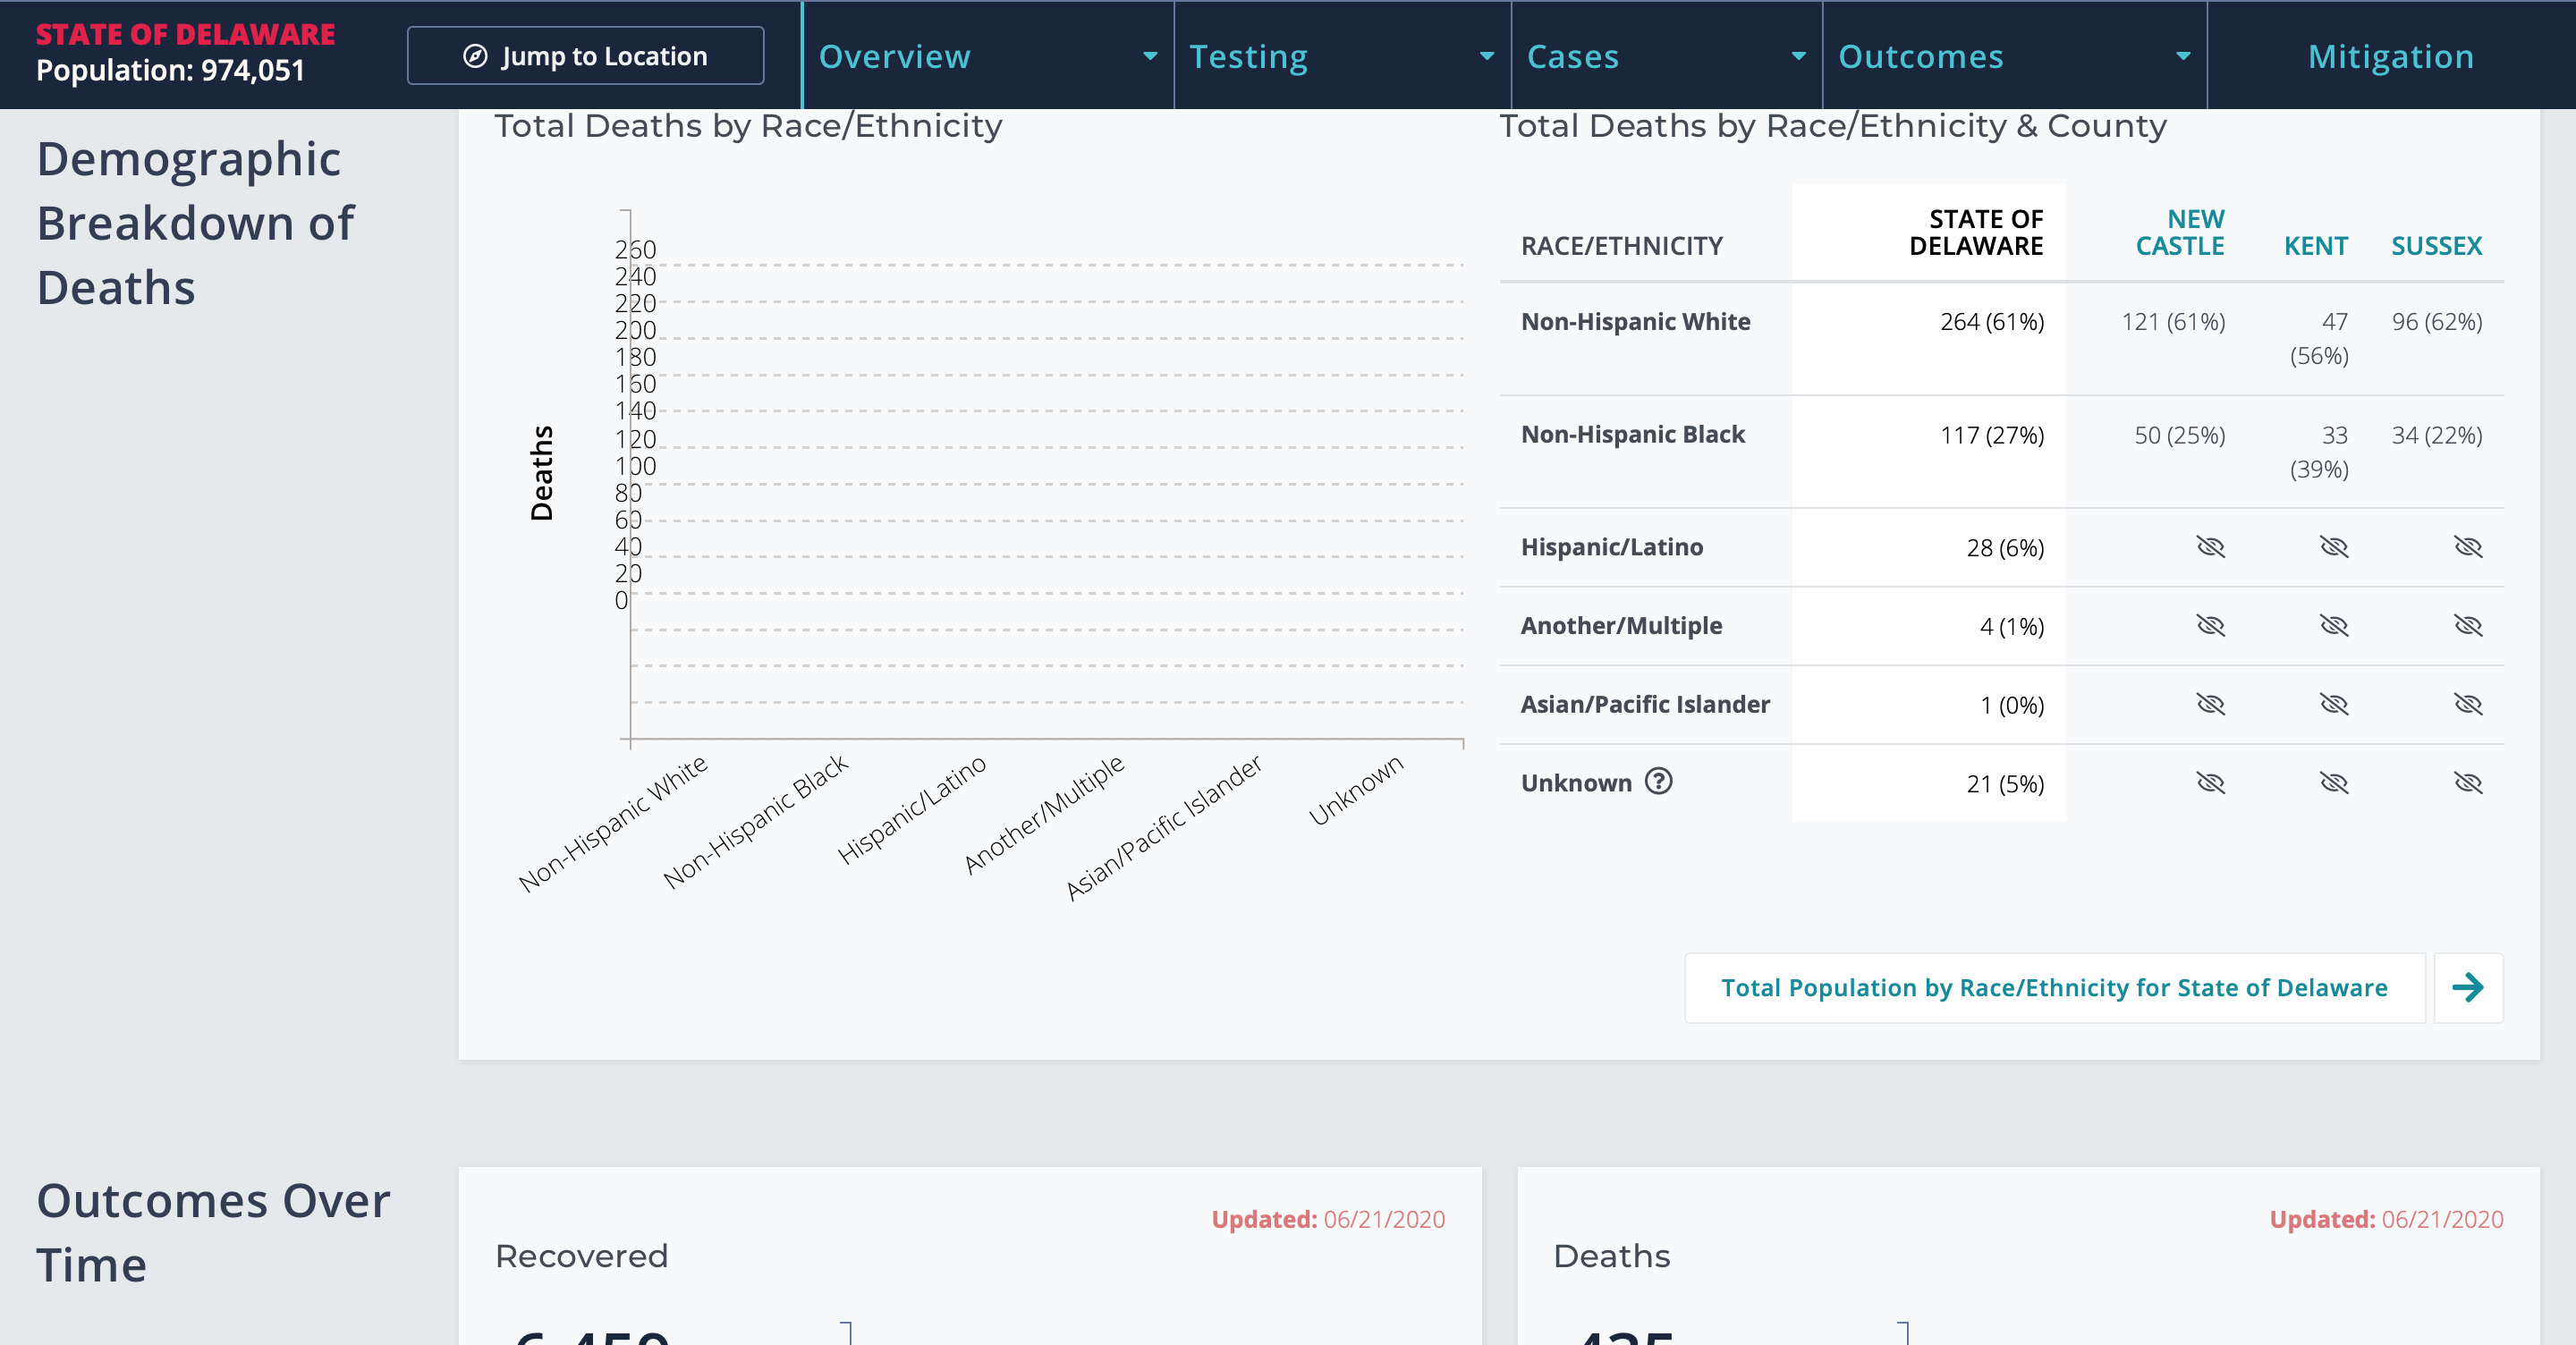 STATE OF DELAWARE
Population: 974,051
Jump to Location
Overview
Testing
Cases
Outcomes
Mitigation
Demographic
Breakdown of
Deaths
Total Deaths by Race/Ethnicity
Deaths
260
240
220
200
180
160
140
120
100
80
60
40
20
0
Non-Hispanic White
Non-Hispanic Black
Hispanic/Latino
Another/Multiple
Asian/Pacific Islander
Unknown
Total Deaths by Race/Ethnicity & County
RACE/ETHNICITY STATE OF DELAWARE NEW CASTLE KENT SUSSEX
Non-Hispanic White 264 (61%) 121 (61%) 47 (56%) 96 (62%)
Non-Hispanic Black 117 (27%) 50 (25%) 33 (39%) 34 (22%)
Hispanic/Latino 28 (6%)
Another/Multiple 4 (1%)
Asian/Pacific Islander 1 (0%)
Unknown ? 21 (5%)
Total Population by Race/Ethnicity for State of Delaware
Outcomes Over
Time
Updated: 06/21/2020
Recovered
Updated: 06/21/2020
Deaths
435